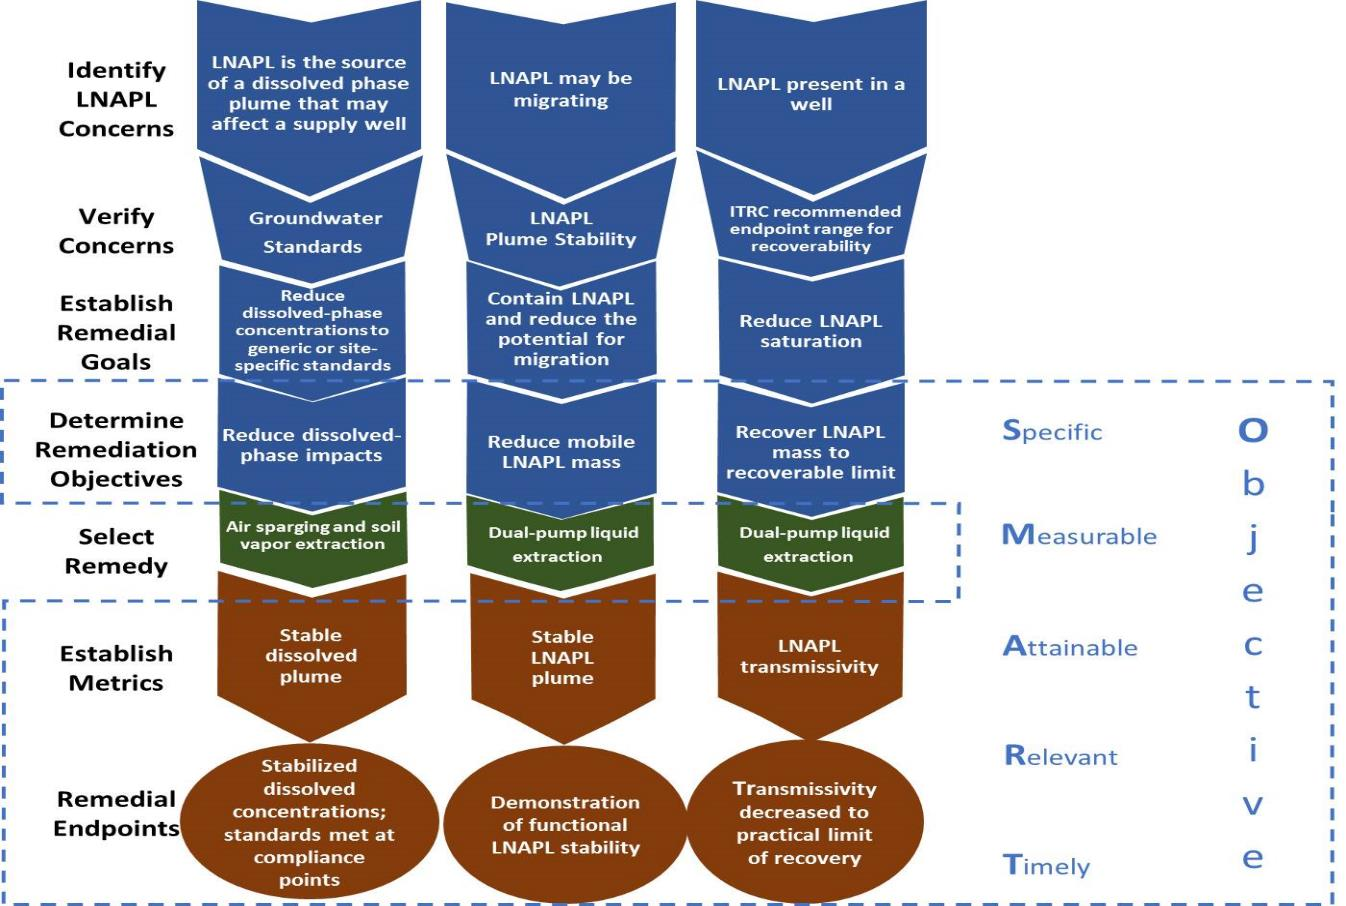 Identify
LNAPL
Concerns
LNAPL is the source
of a dissolved phase
plume that may
affect a supply well
LNAPL may be
migrating
LNAPL present in a
well
Verify
Concerns
Groundwater
Standards
LNAPL
Plume Stability
ITRC recommended
endpoint range for
recoverability
Establish
Remedial
Goals
Reduce
dissolved-phase
concentrations to
generic or site-
specific standards
Contain LNAPL
and reduce the
potential for
migration
Reduce LNAPL
saturation
Determine
Remediation
Objectives
Reduce dissolved-
phase impacts
Reduce mobile
LNAPL mass
Recover LNAPL
mass to
recoverable limit
Select
Remedy
Air sparging and soil
vapor extraction
Dual-pump liquid
extraction
Dual-pump liquid
extraction
Establish
Metrics
Stable
dissolved
plume
Stable
LNAPL
plume
LNAPL
transmissivity
Remedial
Endpoints
Stabilized
dissolved
concentrations;
standards met at
compliance
points
Demonstration
of functional
LNAPL stability
Transmissivity
decreased to
practical limit
of recovery
Specific
Measurable
Attainable
Relevant
Timely
O
b
j
e
c
t
i
v
e